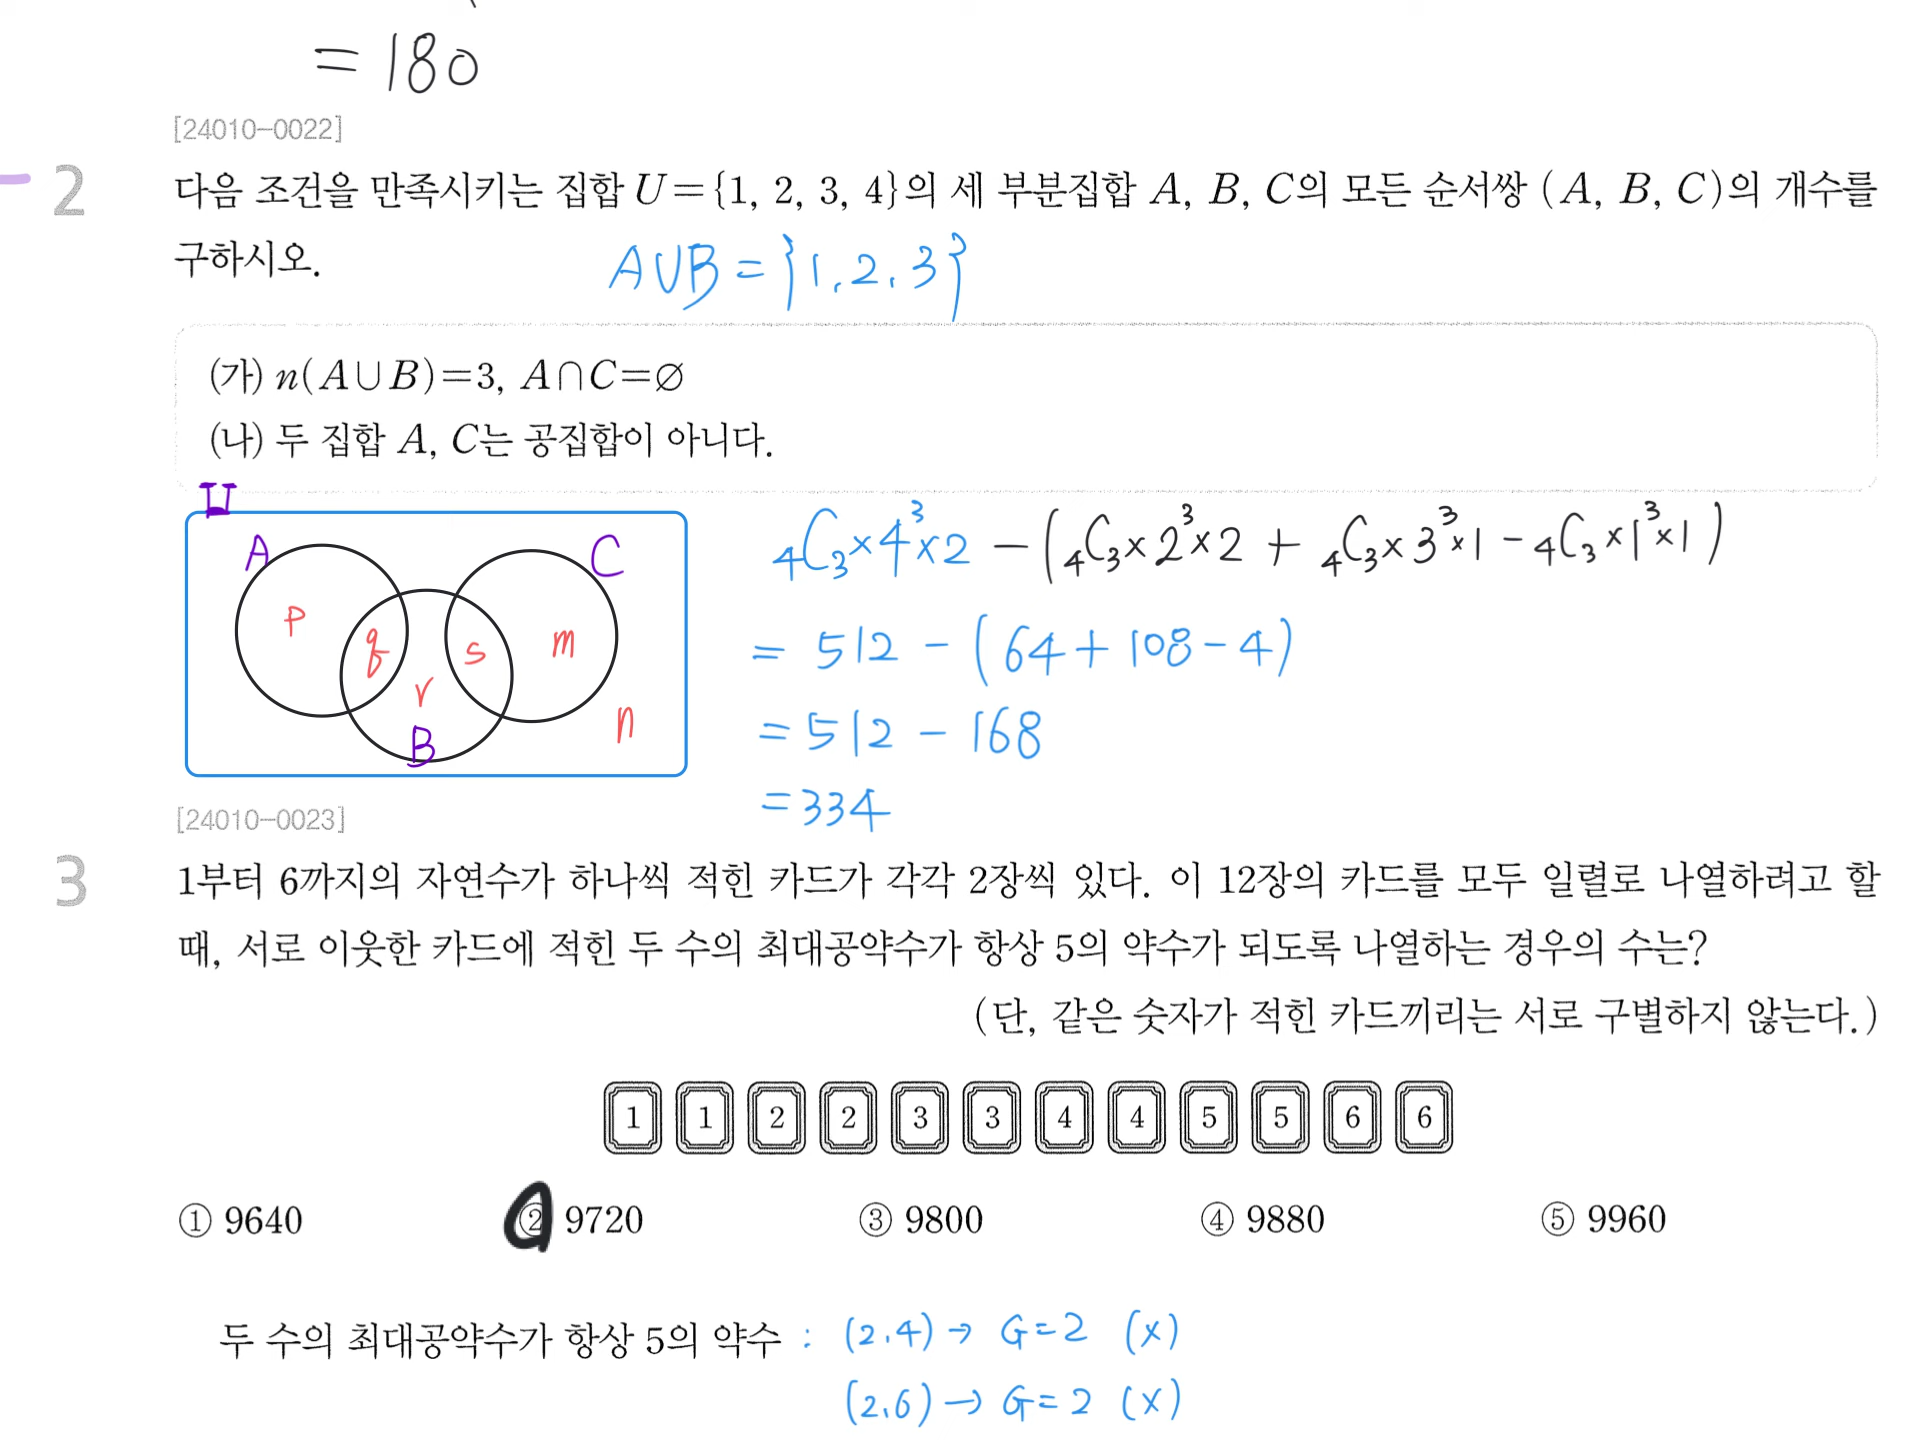 = 180
[24010-0022]
2
다음 조건을 만족시키는 집합 U={1, 2, 3, 4}의 세 부분집합 A, B, C의 모든 순서쌍 (A, B, C)의 개수를
구하시오.
A∪B = {1, 2, 3}
(가) n(A∪B)=3, A∩C=∅
(나) 두 집합 A, C는 공집합이 아니다.
U
A
C
p
q
s
m
r
B
n
₄C₃×4³×2 − (₄C₃×2³×2 + ₄C₃×3³×1 − ₄C₃×1³×1)
= 512 − (64 + 108 − 4)
= 512 − 168
= 334
[24010-0023]
3
1부터 6까지의 자연수가 하나씩 적힌 카드가 각각 2장씩 있다. 이 12장의 카드를 모두 일렬로 나열하려고 할
때, 서로 이웃한 카드에 적힌 두 수의 최대공약수가 항상 5의 약수가 되도록 나열하는 경우의 수는?
(단, 같은 숫자가 적힌 카드끼리는 서로 구별하지 않는다.)
1 1 2 2 3 3 4 4 5 5 6 6
① 9640 ② 9720 ③ 9800 ④ 9880 ⑤ 9960
두 수의 최대공약수가 항상 5의 약수 : (2,4) → G=2 (×)
(2,6) → G=2 (×)